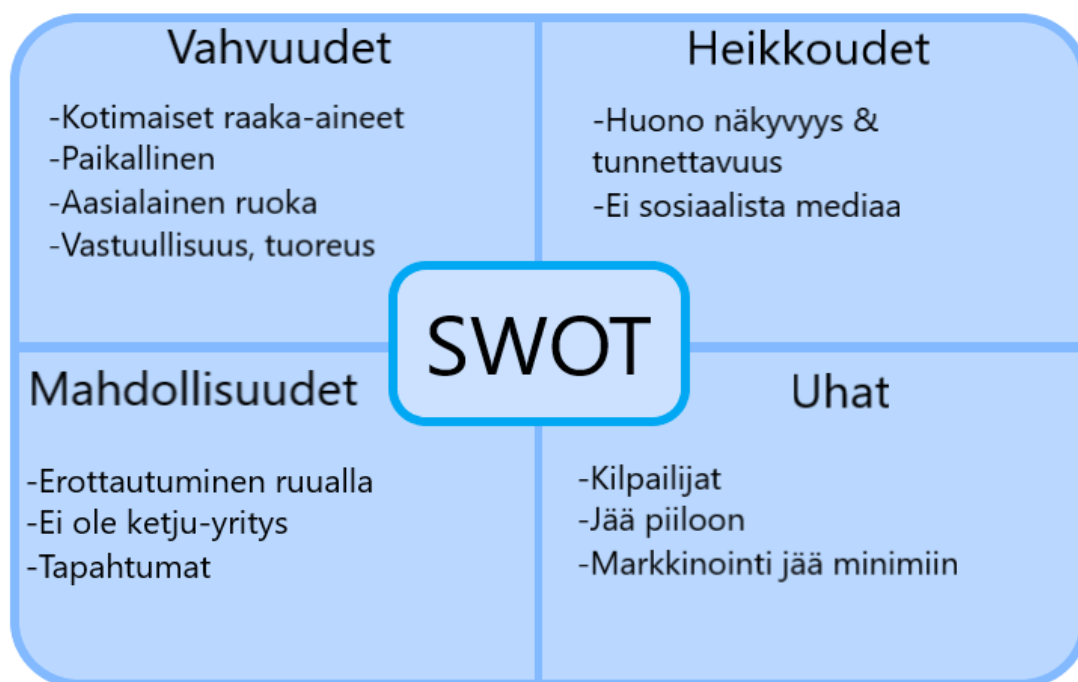 Vahvuudet
-Kotimaiset raaka-aineet
-Paikallinen
-Aasialainen ruoka
-Vastuullisuus, tuoreus
Heikkoudet
-Huono näkyvyys &
tunnettavuus
-Ei sosiaalista mediaa
SWOT
Mahdollisuudet
-Erottautuminen ruualla
-Ei ole ketju-yritys
-Tapahtumat
Uhat
-Kilpailijat
-Jää piiloon
-Markkinointi jää minimiin